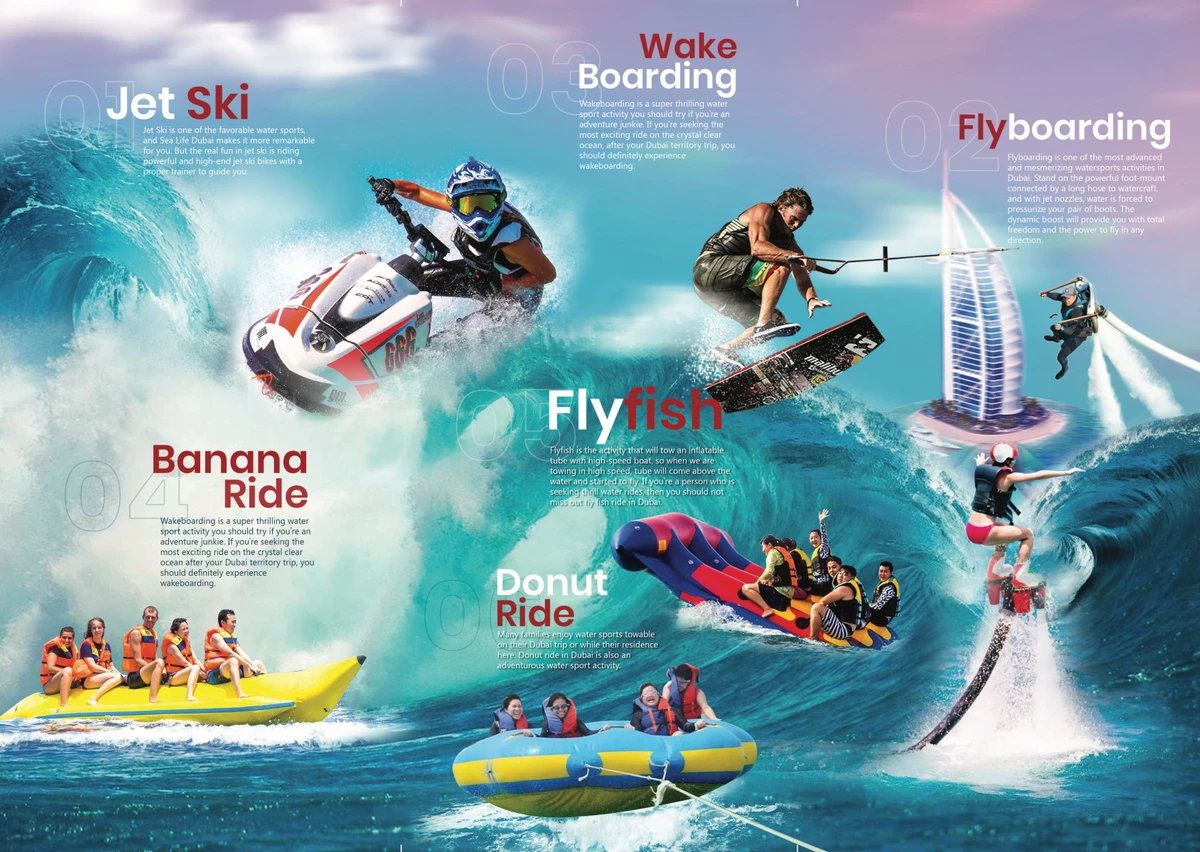 01
Jet Ski
Jet Ski is one of the favorable water sports,
and Sea Life Dubai makes it more remarkable
for you. But the real fun in jet ski is riding
powerful and high-end jet ski bikes with a
proper trainer to guide you.
03
Wake
Boarding
Wakeboarding is a super thrilling water
sport activity you should try if you're an
adventure junkie. If you're seeking the
most exciting ride on the crystal clear
ocean, after your Dubai territory trip, you
should definitely experience
wakeboarding.
02
Flyboarding
Flyboarding is one of the most advanced
and mesmerizing watersports activities in
Dubai. Stand on the powerful foot-mount
connected by a long hose to watercraft,
and with jet nozzles, water is forced to
pressurize your pair of boots. The
dynamic boost will provide you with total
freedom and the power to fly in any
direction.
666
05
Flyfish
Flyfish is the activity that will tow an inflatable
tube with high-speed boat, so when we are
towing in high speed, tube will come above the
water and started to fly. If you're a person who is
seeking thrill water rides, then you should not
miss out fly fish ride in Dubai.
04
Banana
Ride
Wakeboarding is a super thrilling water
sport activity you should try if you're an
adventure junkie. If you're seeking the
most exciting ride on the crystal clear
ocean after your Dubai territory trip, you
should definitely experience
wakeboarding.
Donut
Ride
Many families enjoy water sports towable
on their Dubai trip or while their residence
here. Donut ride in Dubai is also an
adventurous water sport activity.